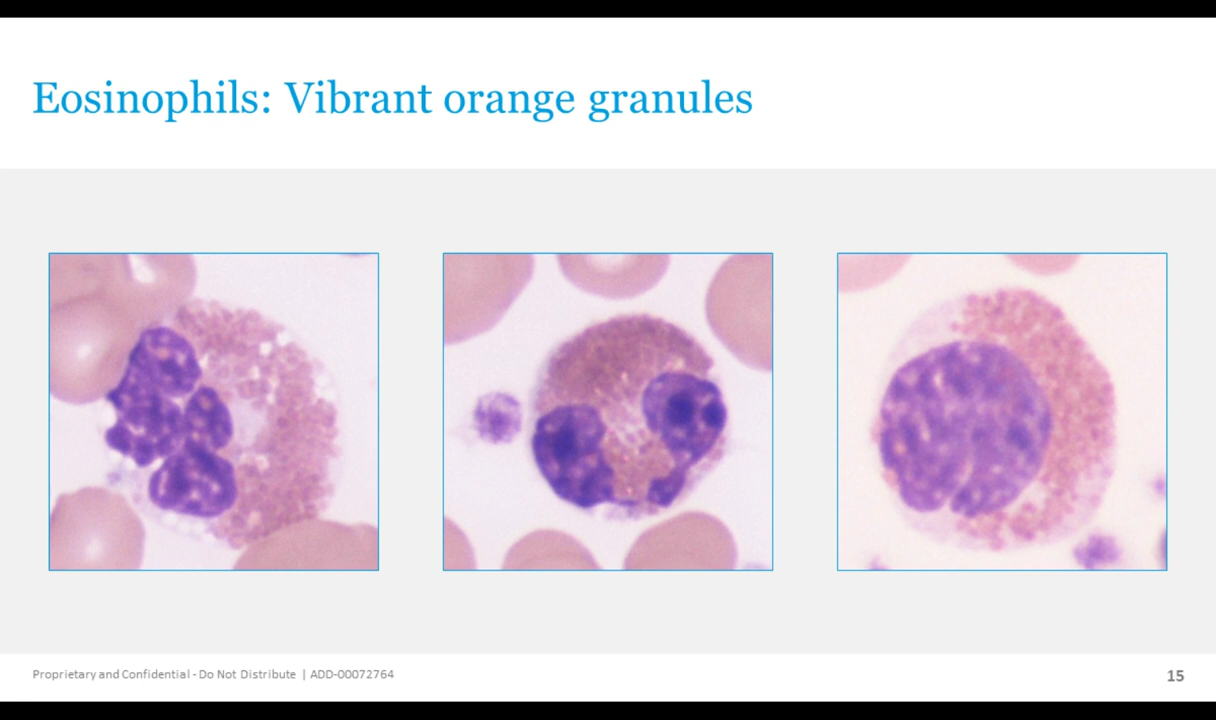 Eosinophils: Vibrant orange granules
Proprietary and Confidential - Do Not Distribute | ADD-00072764
15